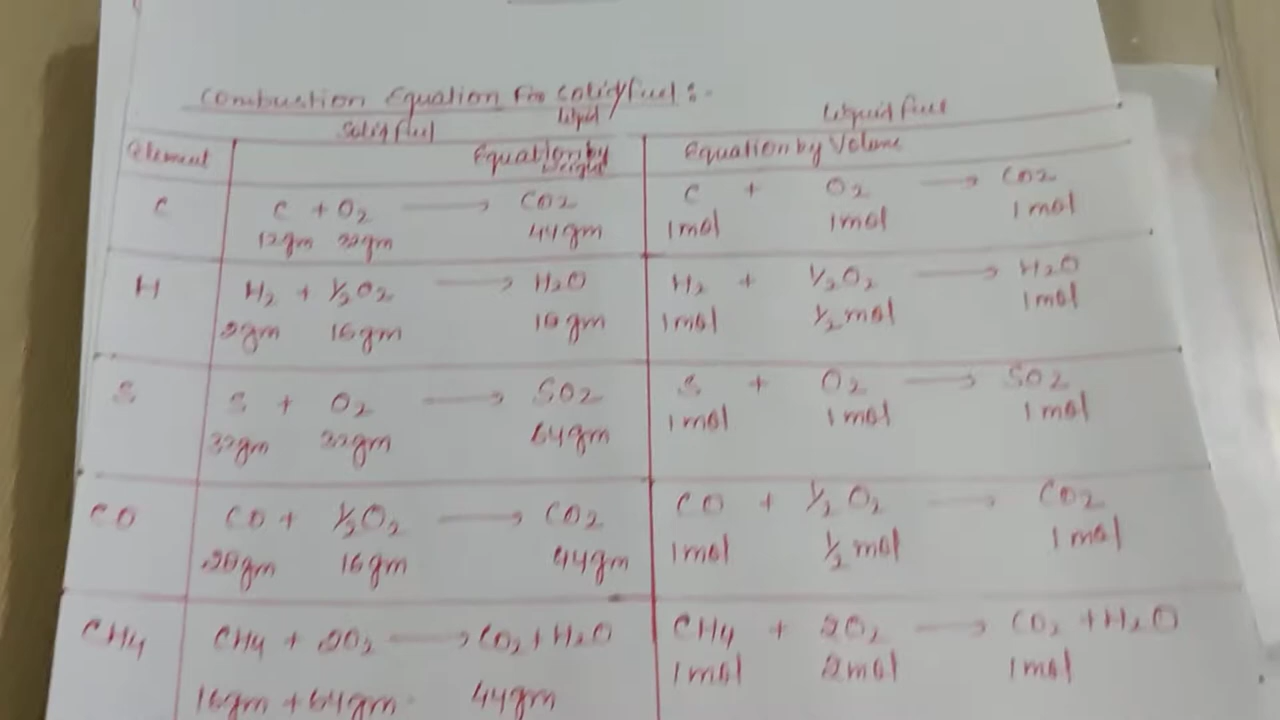 Combustion Equation For Solid/fuel :-
Solid fuel Liquid Liquid fuel
Element Equation by Weight Equation by Volume
C C + O2 → CO2 C + O2 → CO2
12gm 32gm 44gm 1mol 1mol 1mol
H H2 + 1/2O2 → H2O H2 + 1/2O2 → H2O
2gm 16gm 18gm 1mol 1/2mol 1mol
S S + O2 → SO2 S + O2 → SO2
32gm 32gm 64gm 1mol 1mol 1mol
CO CO + 1/2O2 → CO2 CO + 1/2O2 → CO2
28gm 16gm 44gm 1mol 1/2mol 1mol
CH4 CH4 + 2O2 → CO2 + H2O CH4 + 2O2 → CO2 + H2O
16gm + 64gm 44gm 1mol 2mol 1mol